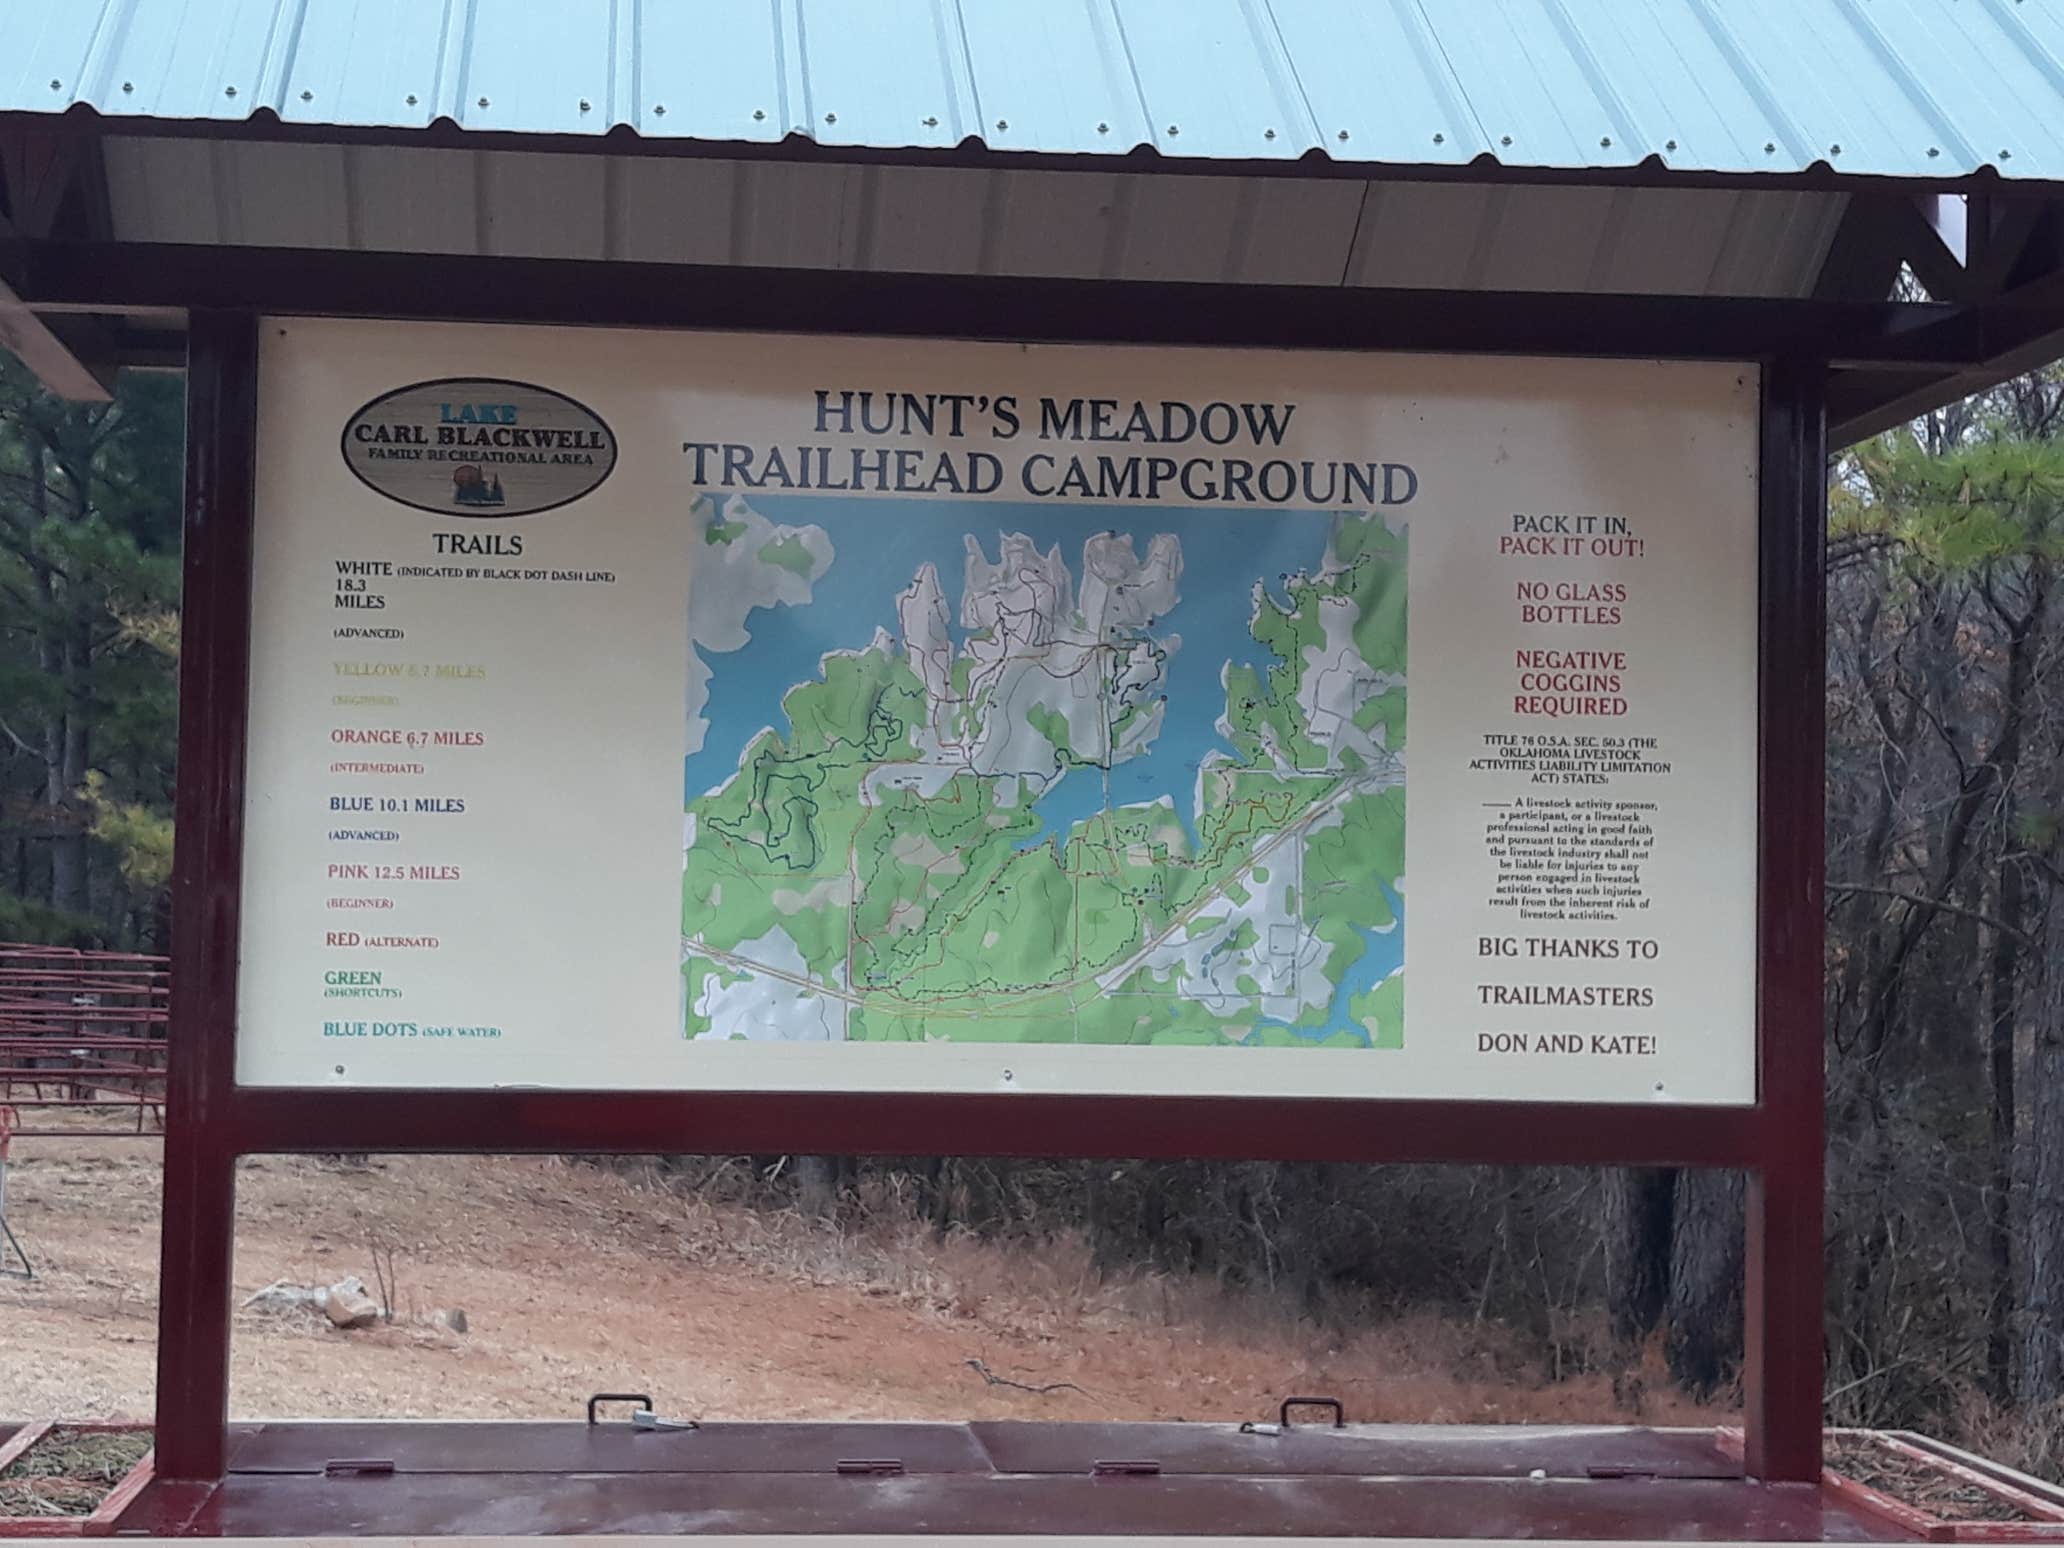 LAKE
CARL BLACKWELL
FAMILY RECREATIONAL AREA
TRAILS
WHITE (INDICATED BY BLACK DOT DASH LINE)
18.3
MILES
(ADVANCED)
YELLOW MILES
(BEGINNER)
ORANGE 6.7 MILES
(INTERMEDIATE)
BLUE 10.1 MILES
(ADVANCED)
PINK 12.5 MILES
(BEGINNER)
RED (ALTERNATE)
GREEN
(SHORTCUTS)
BLUE DOTS (SAFE WATER)
HUNT'S MEADOW
TRAILHEAD CAMPGROUND
PACK IT IN,
PACK IT OUT!
NO GLASS
BOTTLES
NEGATIVE
COGGINS
REQUIRED
TITLE 76 O.S.A. SEC. 50.3 (THE
OKLAHOMA LIVESTOCK
ACTIVITIES LIABILITY LIMITATION
ACT) STATES:
A livestock activity sponsor,
a participant, or a livestock
professional acting in good faith
and pursuant to the standards of
the livestock industry shall not
be liable for injuries to any
person engaged in livestock
activities when such injuries
result from the inherent risk of
livestock activities.
BIG THANKS TO
TRAILMASTERS
DON AND KATE!